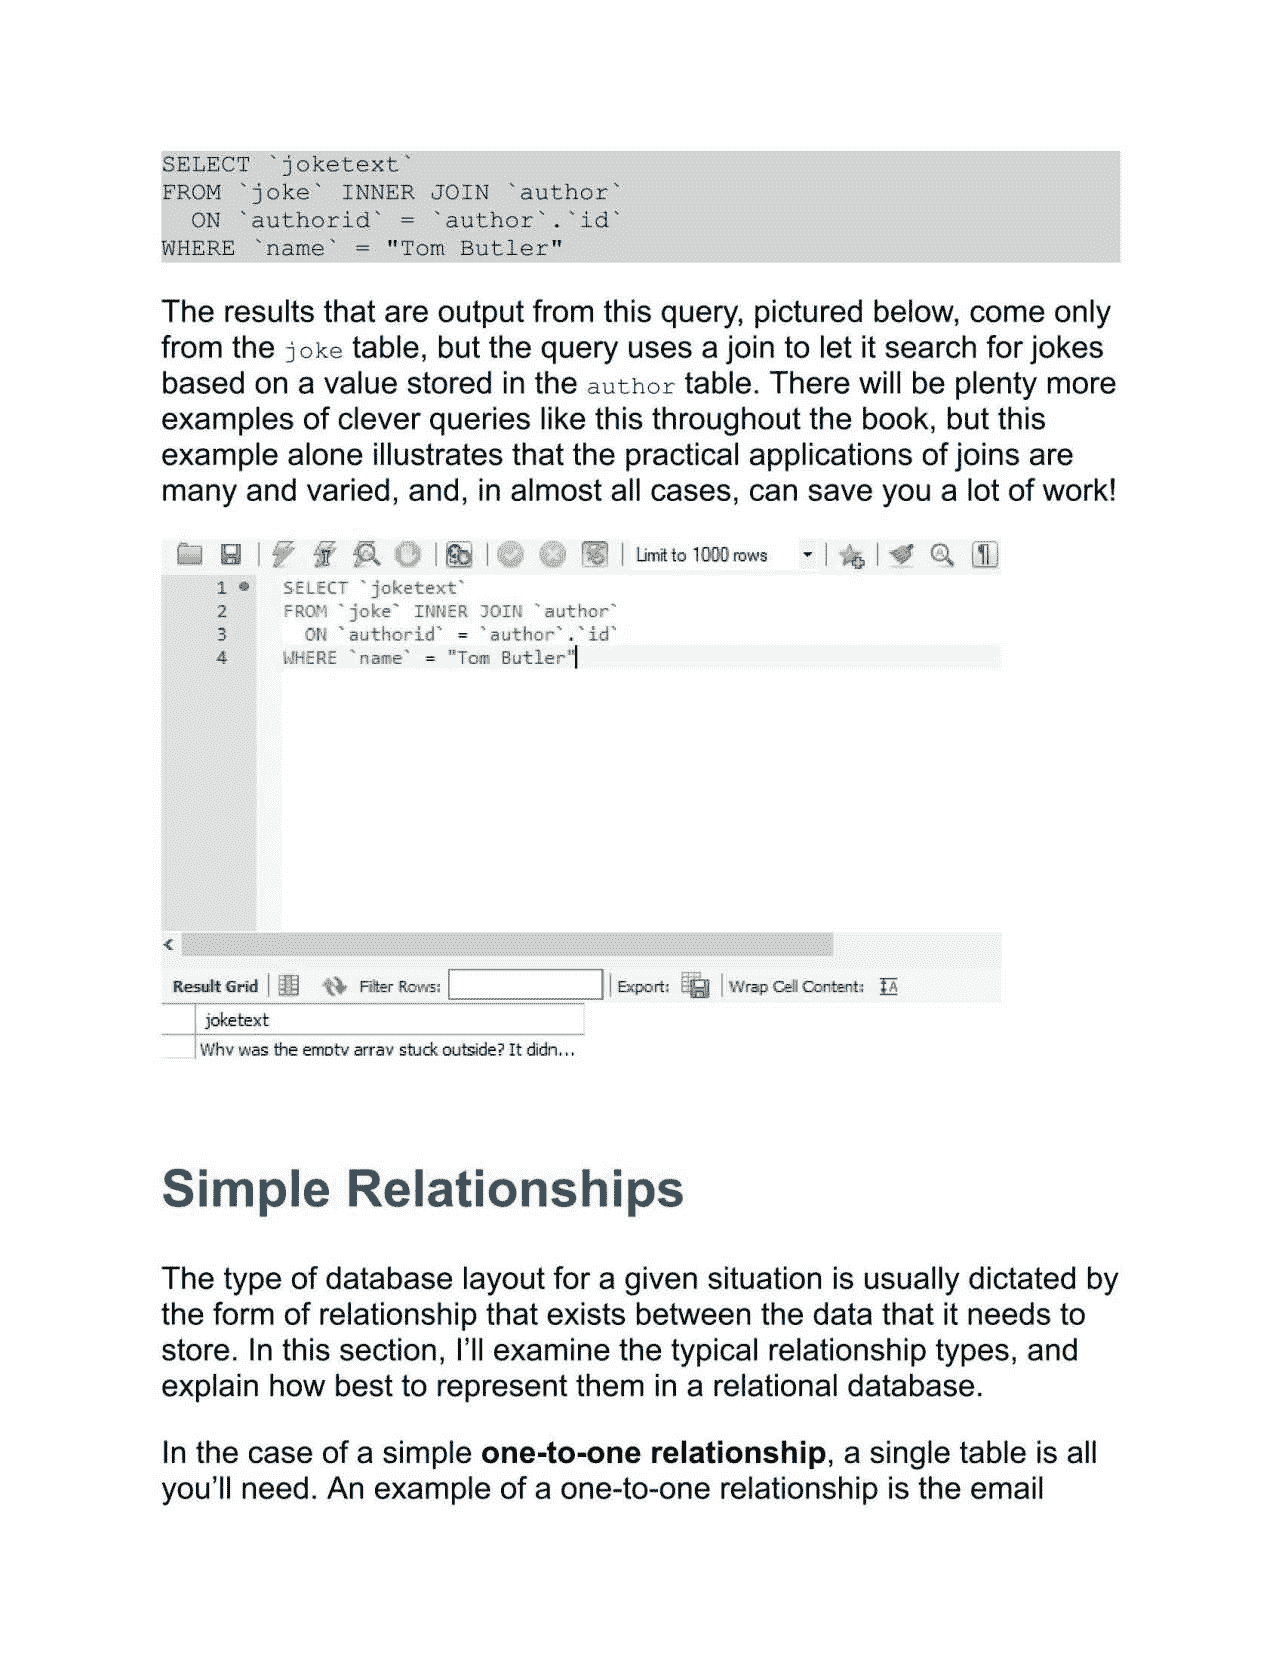 SELECT `joketext`
FROM `joke` INNER JOIN `author`
  ON `authorid` = `author`.`id`
WHERE `name` = "Tom Butler"
The results that are output from this query, pictured below, come only
from the joke table, but the query uses a join to let it search for jokes
based on a value stored in the author table. There will be plenty more
examples of clever queries like this throughout the book, but this
example alone illustrates that the practical applications of joins are
many and varied, and, in almost all cases, can save you a lot of work!
Limit to 1000 rows
1 SELECT `joketext`
2 FROM `joke` INNER JOIN `author`
3   ON `authorid` = `author`.`id`
4 WHERE `name` = "Tom Butler"
Result Grid Filter Rows: Export: Wrap Cell Content:
joketext
Why was the empty array stuck outside? It didn...
Simple Relationships
The type of database layout for a given situation is usually dictated by
the form of relationship that exists between the data that it needs to
store. In this section, I’ll examine the typical relationship types, and
explain how best to represent them in a relational database.
In the case of a simple one-to-one relationship, a single table is all
you’ll need. An example of a one-to-one relationship is the email